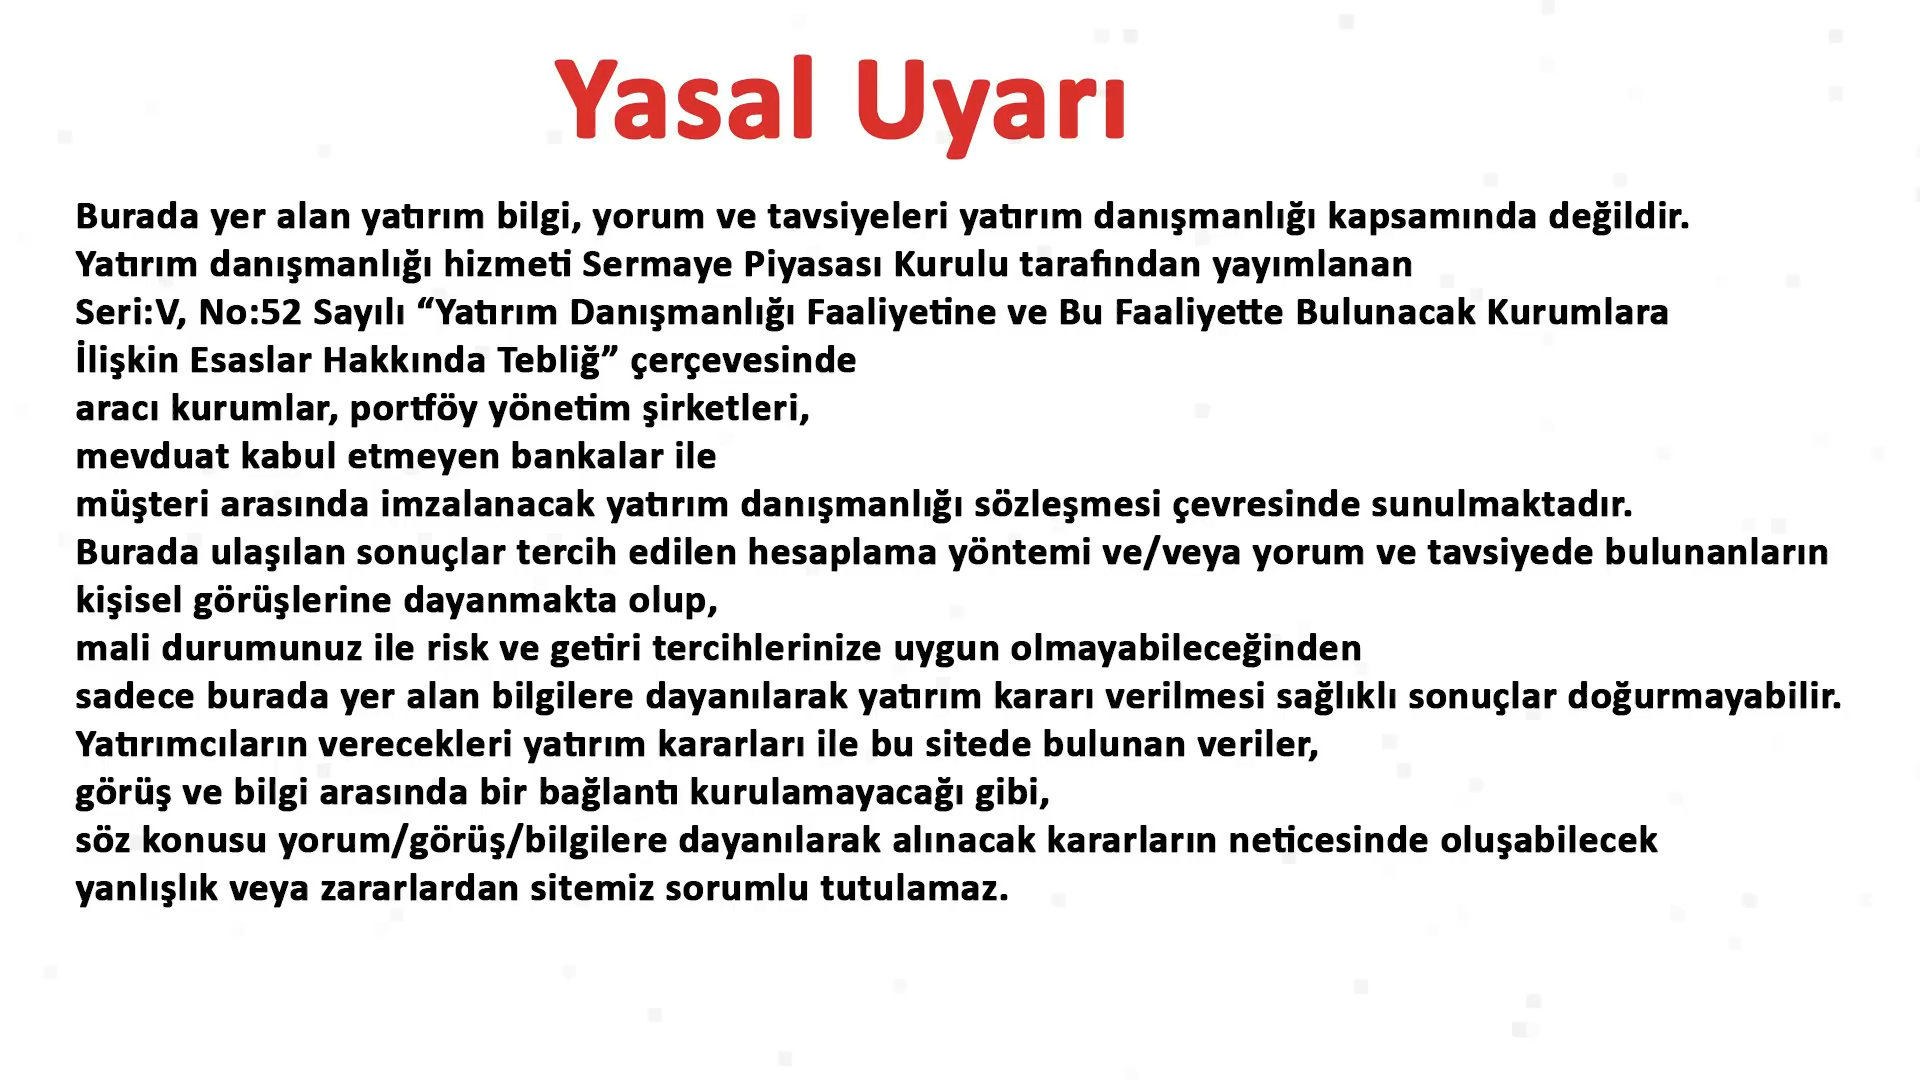 Yasal Uyarı
Burada yer alan yatırım bilgi, yorum ve tavsiyeleri yatırım danışmanlığı kapsamında değildir.
Yatırım danışmanlığı hizmeti Sermaye Piyasası Kurulu tarafından yayımlanan
Seri:V, No:52 Sayılı “Yatırım Danışmanlığı Faaliyetine ve Bu Faaliyette Bulunacak Kurumlara
İlişkin Esaslar Hakkında Tebliğ” çerçevesinde
aracı kurumlar, portföy yönetim şirketleri,
mevduat kabul etmeyen bankalar ile
müşteri arasında imzalanacak yatırım danışmanlığı sözleşmesi çevresinde sunulmaktadır.
Burada ulaşılan sonuçlar tercih edilen hesaplama yöntemi ve/veya yorum ve tavsiyede bulunanların
kişisel görüşlerine dayanmakta olup,
mali durumunuz ile risk ve getiri tercihlerinize uygun olmayabileceğinden
sadece burada yer alan bilgilere dayanılarak yatırım kararı verilmesi sağlıklı sonuçlar doğurmayabilir.
Yatırımcıların verecekleri yatırım kararları ile bu sitede bulunan veriler,
görüş ve bilgi arasında bir bağlantı kurulamayacağı gibi,
söz konusu yorum/görüş/bilgilere dayanılarak alınacak kararların neticesinde oluşabilecek
yanlışlık veya zararlardan sitemiz sorumlu tutulamaz.